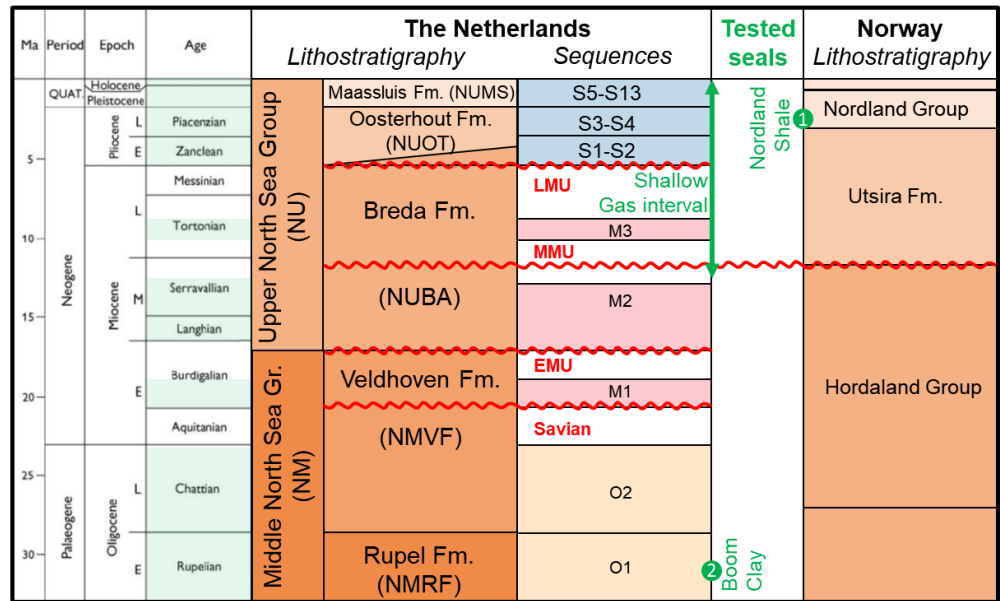 Ma Period Epoch Age
The Netherlands
Lithostratigraphy Sequences
Tested
seals
Norway
Lithostratigraphy
QUAT.
Holocene
Pleistocene
Pliocene
L
Piacenzian
E
Zanclean
5
Neogene
Miocene
Messinian
L
Tortonian
10
Serravallian
M
15
Langhian
Burdigalian
E
20
Aquitanian
Palaeogene
Oligocene
25
L
Chattian
30
E
Rupelian
Upper North Sea Group
(NU)
Middle North Sea Gr.
(NM)
Maassluis Fm. (NUMS)
Oosterhout Fm.
(NUOT)
Breda Fm.
(NUBA)
Veldhoven Fm.
(NMVF)
Rupel Fm.
(NMRF)
S5-S13
S3-S4
S1-S2
LMU
Shallow
Gas interval
M3
MMU
M2
EMU
M1
Savian
O2
O1
Nordland
Shale
1
2
Boom
Clay
Nordland Group
Utsira Fm.
Hordaland Group